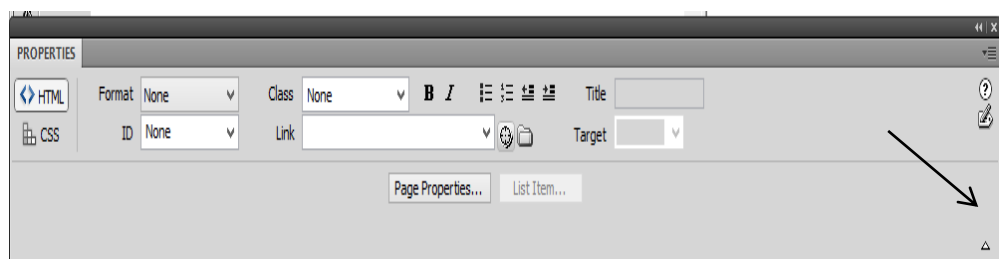 PROPERTIES
<> HTML Format None Class None B I Title
CSS ID None Link Target
Page Properties... List Item...